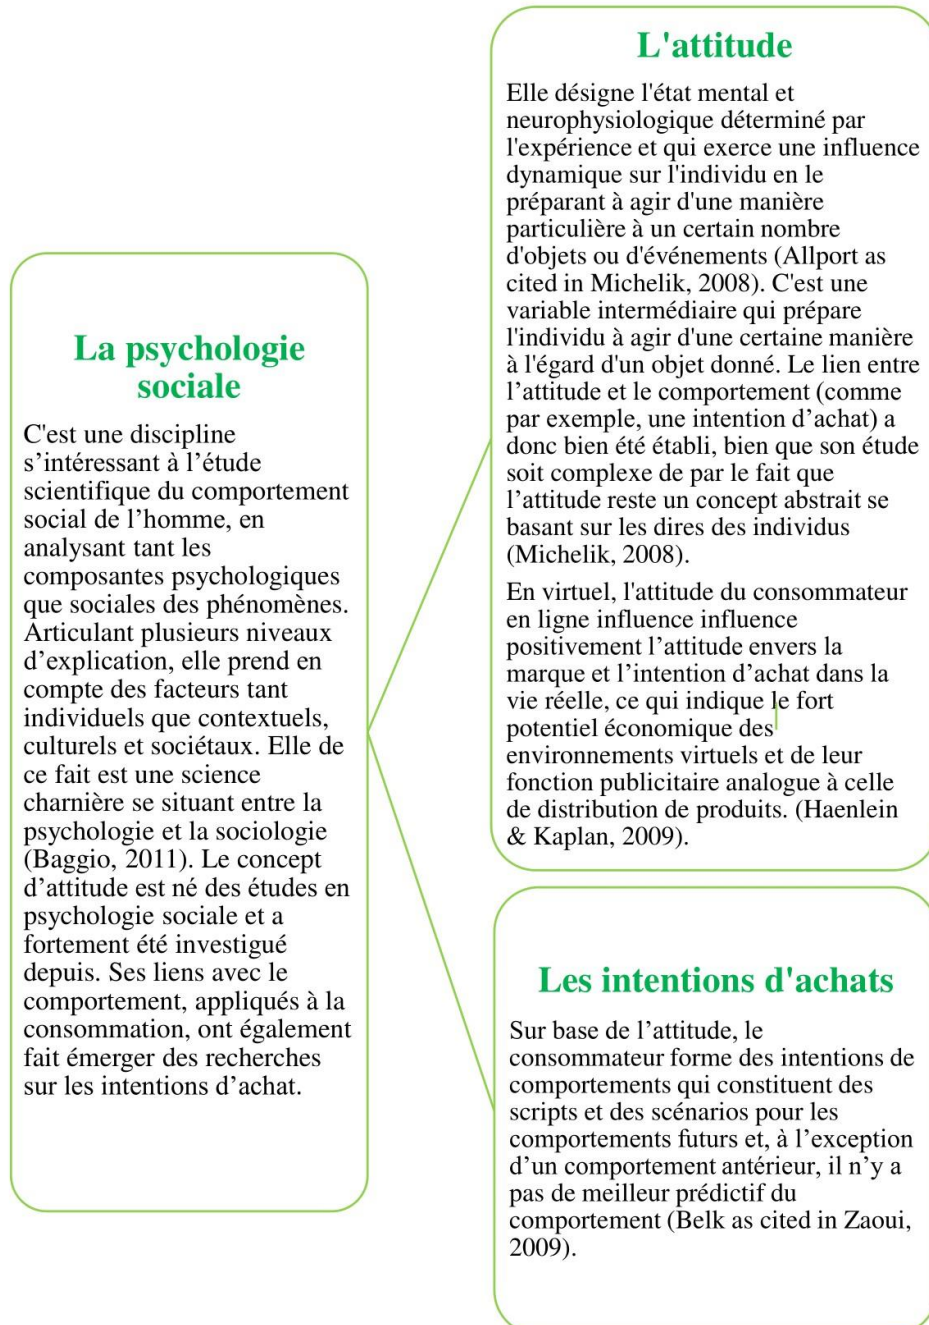 La psychologie
sociale
C'est une discipline
s’intéressant à l’étude
scientifique du comportement
social de l’homme, en
analysant tant les
composantes psychologiques
que sociales des phénomènes.
Articulant plusieurs niveaux
d’explication, elle prend en
compte des facteurs tant
individuels que contextuels,
culturels et sociétaux. Elle de
ce fait est une science
charnière se situant entre la
psychologie et la sociologie
(Baggio, 2011). Le concept
d’attitude est né des études en
psychologie sociale et a
fortement été investigué
depuis. Ses liens avec le
comportement, appliqués à la
consommation, ont également
fait émerger des recherches
sur les intentions d’achat.
L'attitude
Elle désigne l'état mental et
neurophysiologique déterminé par
l'expérience et qui exerce une influence
dynamique sur l'individu en le
préparant à agir d'une manière
particulière à un certain nombre
d'objets ou d'événements (Allport as
cited in Michelik, 2008). C'est une
variable intermédiaire qui prépare
l'individu à agir d'une certaine manière
à l'égard d'un objet donné. Le lien entre
l’attitude et le comportement (comme
par exemple, une intention d’achat) a
donc bien été établi, bien que son étude
soit complexe de par le fait que
l’attitude reste un concept abstrait se
basant sur les dires des individus
(Michelik, 2008).
En virtuel, l'attitude du consommateur
en ligne influence influence
positivement l’attitude envers la
marque et l’intention d’achat dans la
vie réelle, ce qui indique le fort
potentiel économique des
environnements virtuels et de leur
fonction publicitaire analogue à celle
de distribution de produits. (Haenlein
& Kaplan, 2009).
Les intentions d'achats
Sur base de l’attitude, le
consommateur forme des intentions de
comportements qui constituent des
scripts et des scénarios pour les
comportements futurs et, à l’exception
d’un comportement antérieur, il n’y a
pas de meilleur prédictif du
comportement (Belk as cited in Zaoui,
2009).